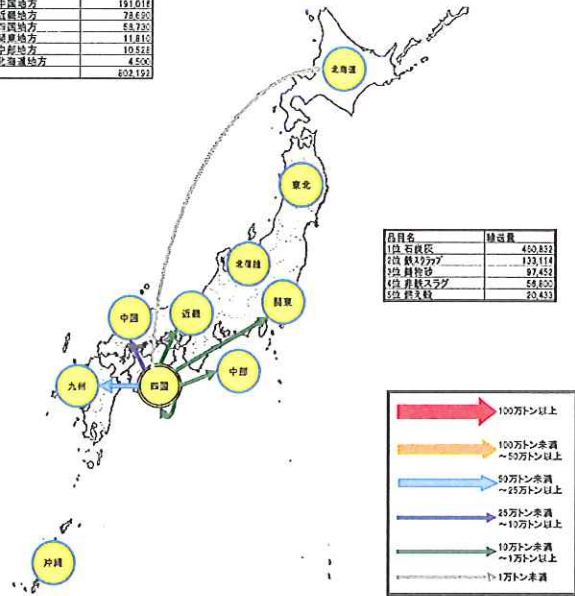 中国地方 191,016
近畿地方 78,690
四国地方 58,730
関東地方 11,810
中部地方 10,528
北海道地方 4,500
802,192
北海道
東北
北陸
関東
近畿
中国
中部
四国
九州
沖縄
品目名 輸送量
1位 石炭灰 450,832
2位 鉄スクラップ 133,114
3位 鋳物砂 97,452
4位 非鉄スラグ 56,800
5位 燃え殻 20,433
100万トン以上
100万トン未満
～50万トン以上
50万トン未満
～25万トン以上
25万トン未満
～10万トン以上
10万トン未満
～1万トン以上
1万トン未満